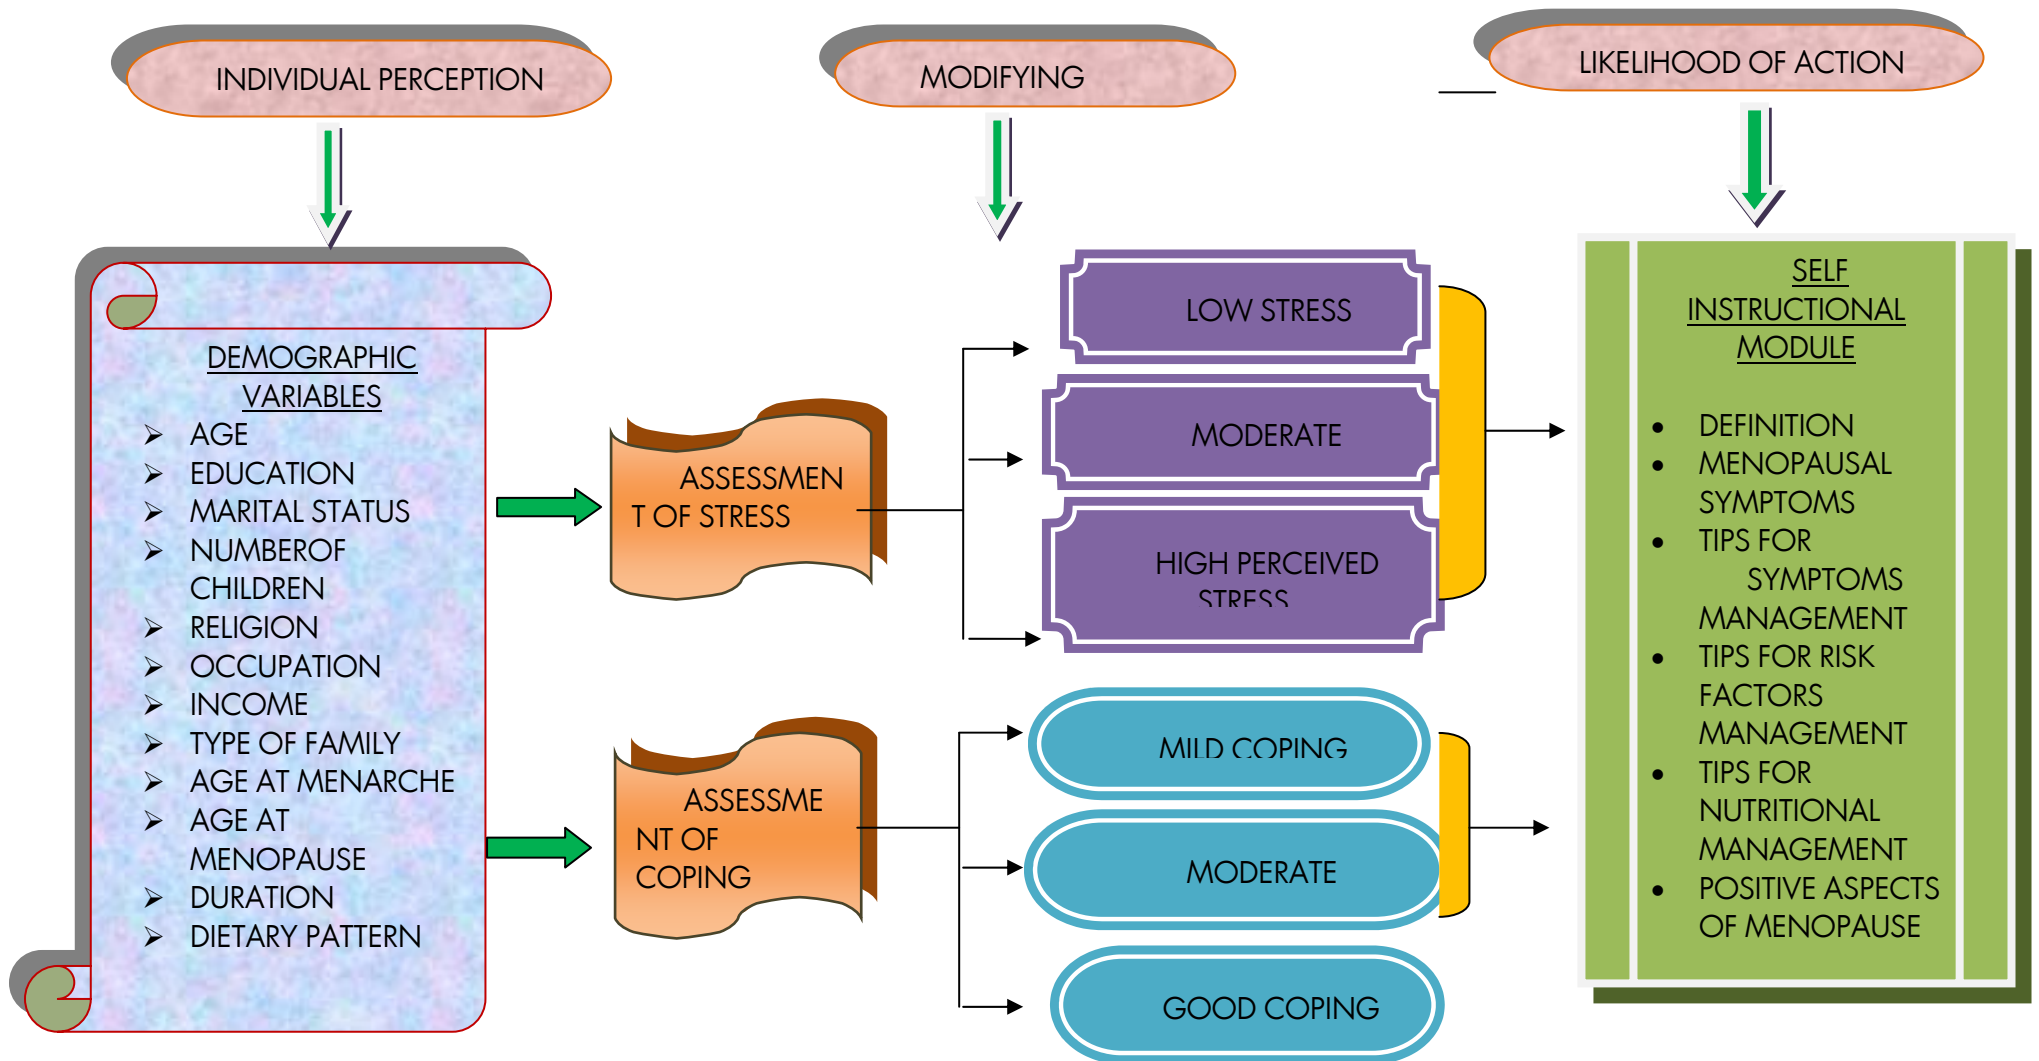 INDIVIDUAL PERCEPTION
MODIFYING
LIKELIHOOD OF ACTION
DEMOGRAPHIC
VARIABLES
AGE
EDUCATION
MARITAL STATUS
NUMBEROF
CHILDREN
RELIGION
OCCUPATION
INCOME
TYPE OF FAMILY
AGE AT MENARCHE
AGE AT
MENOPAUSE
DURATION
DIETARY PATTERN
ASSESSMEN
T OF STRESS
ASSESSME
NT OF
COPING
LOW STRESS
MODERATE
HIGH PERCEIVED
STRESS
MILD COPING
MODERATE
GOOD COPING
SELF
INSTRUCTIONAL
MODULE
• DEFINITION
• MENOPAUSAL
SYMPTOMS
• TIPS FOR
SYMPTOMS
MANAGEMENT
• TIPS FOR RISK
FACTORS
MANAGEMENT
• TIPS FOR
NUTRITIONAL
MANAGEMENT
• POSITIVE ASPECTS
OF MENOPAUSE